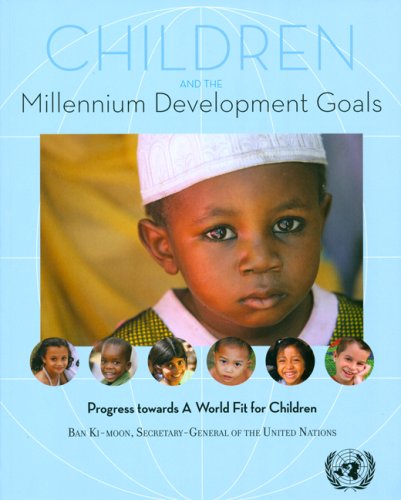 CHILDREN
AND THE
Millennium Development Goals
Progress towards A World Fit for Children
BAN KI-MOON, SECRETARY-GENERAL OF THE UNITED NATIONS